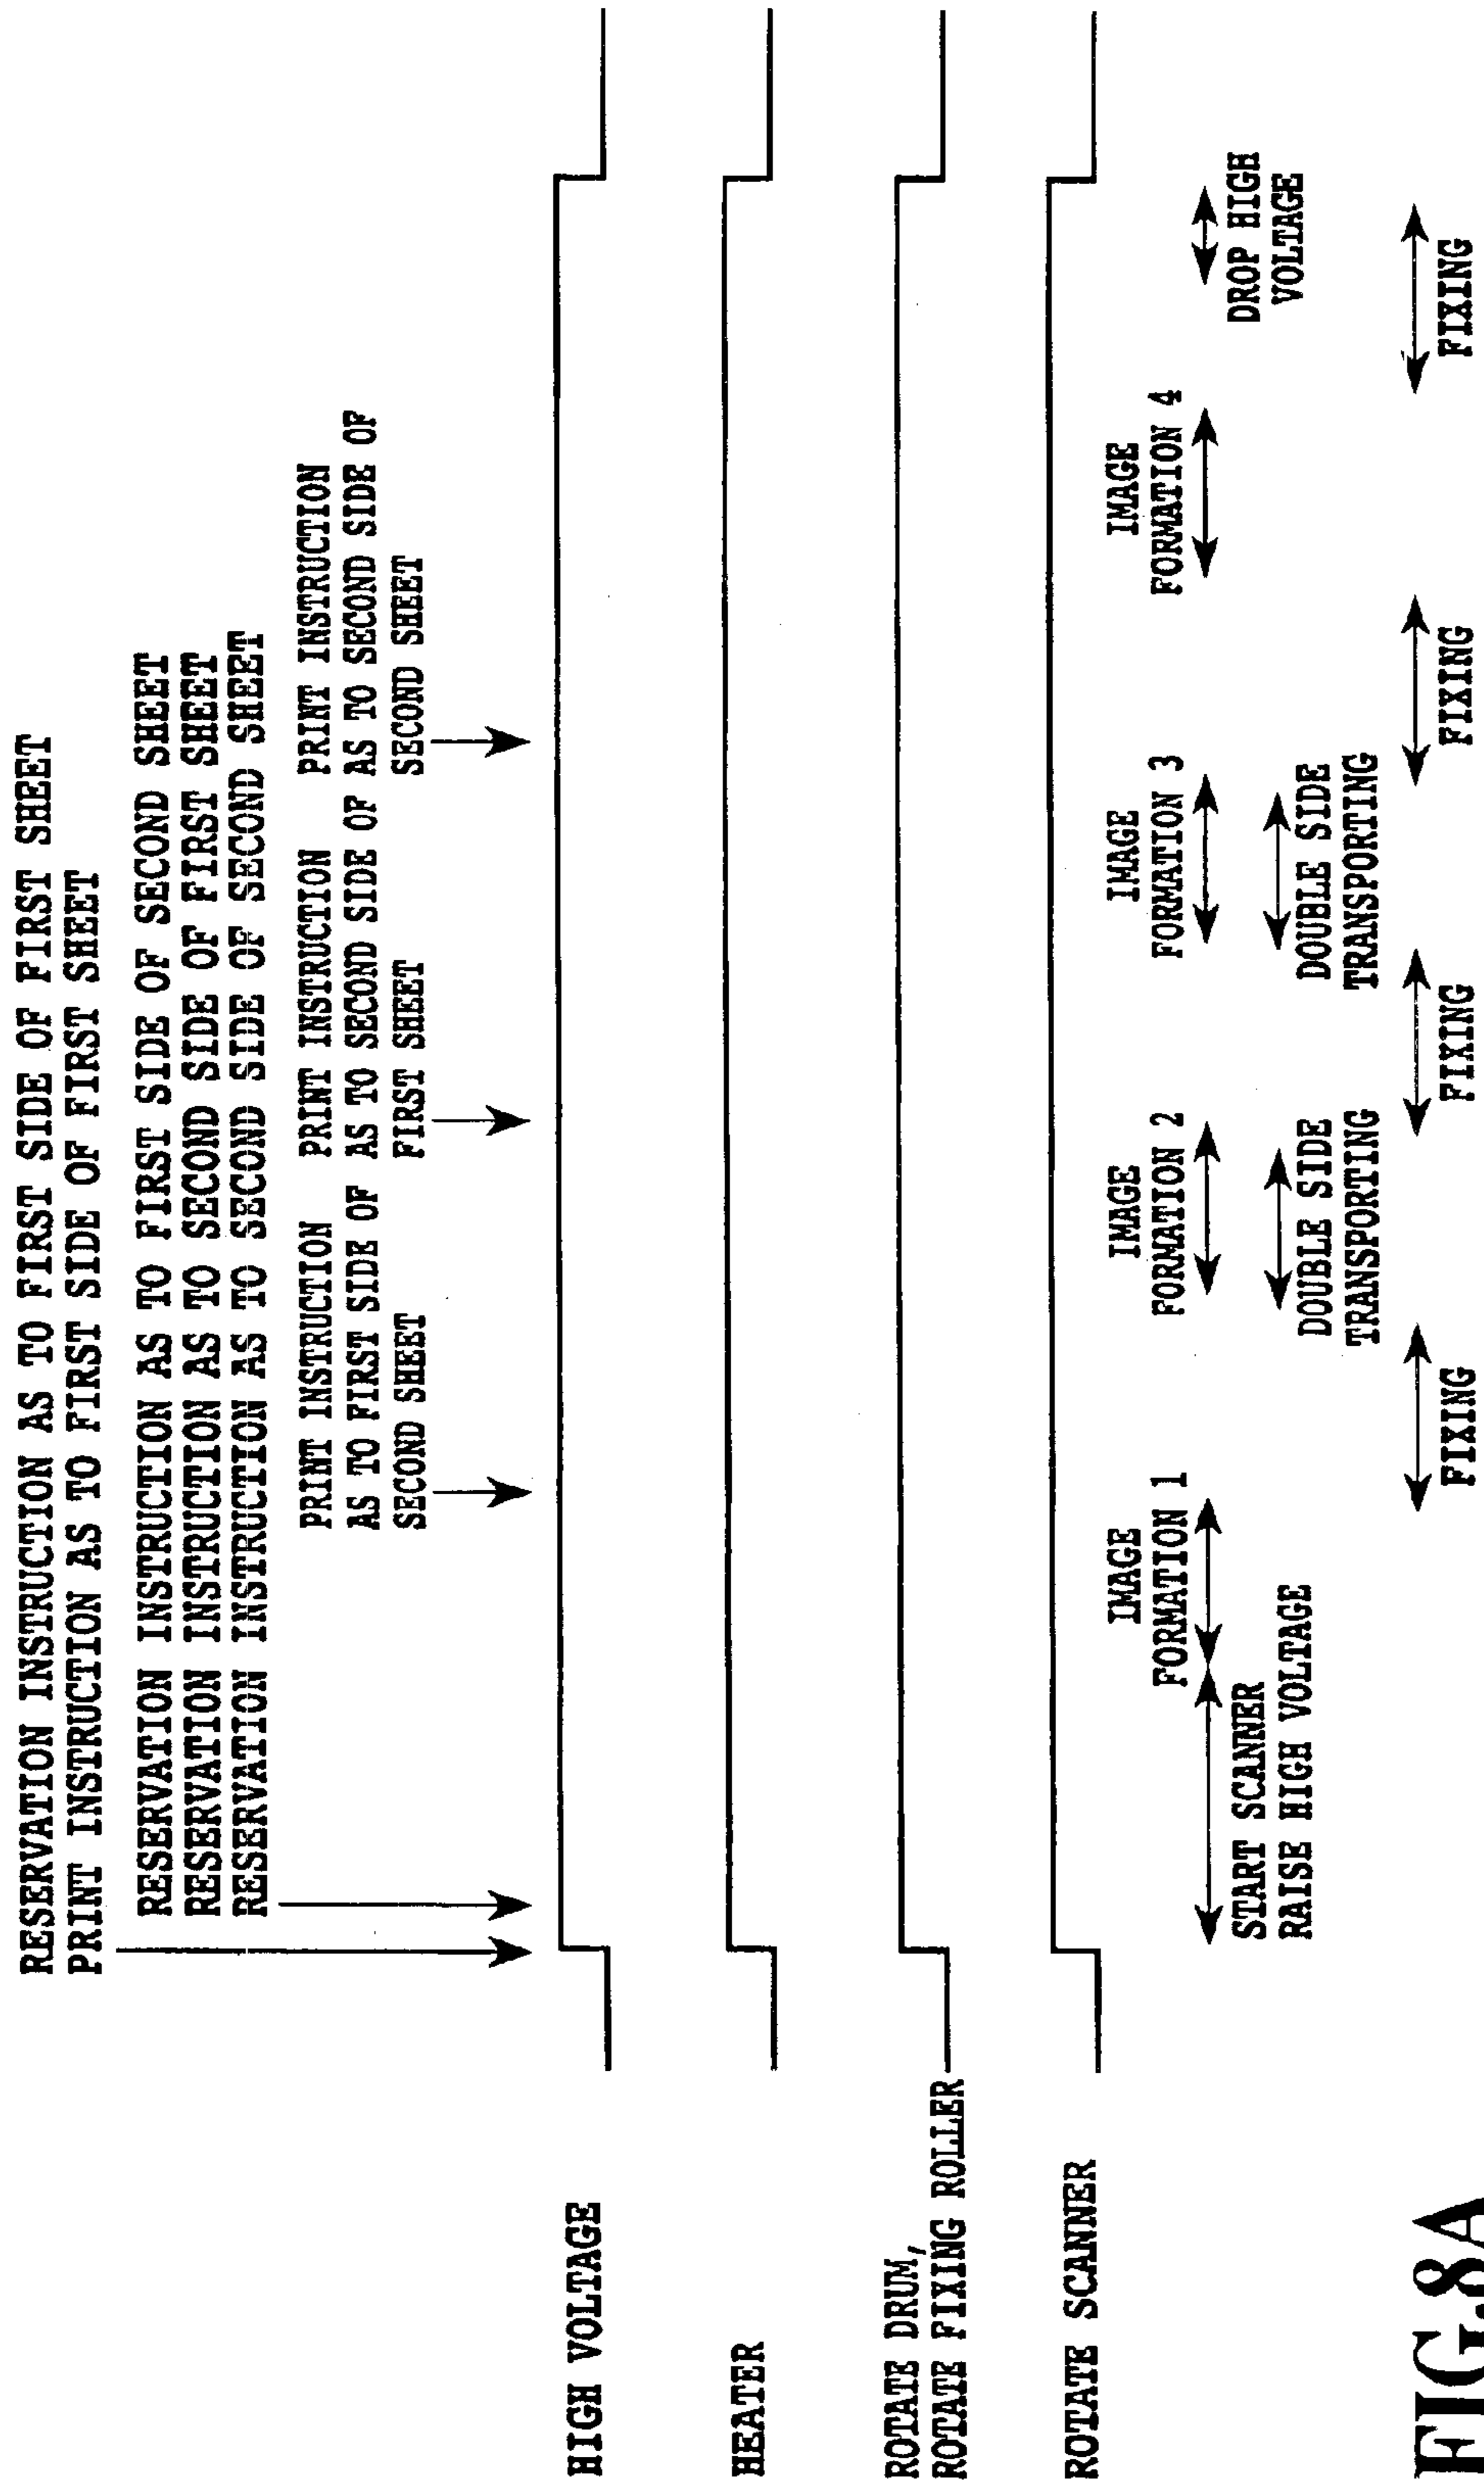 RESERVATION INSTRUCTION AS TO FIRST SIDE OF FIRST SHEET
PRINT INSTRUCTION AS TO FIRST SIDE OF FIRST SHEET
RESERVATION INSTRUCTION AS TO FIRST SIDE OF SECOND SHEET
RESERVATION INSTRUCTION AS TO SECOND SIDE OF FIRST SHEET
RESERVATION INSTRUCTION AS TO SECOND SIDE OF SECOND SHEET
PRINT INSTRUCTION
AS TO FIRST SIDE OF
SECOND SHEET
PRINT INSTRUCTION
AS TO SECOND SIDE OF
FIRST SHEET
PRINT INSTRUCTION
AS TO SECOND SIDE OF
SECOND SHEET
HIGH VOLTAGE
HEATER
ROTATE DRUM,
ROTATE FIXING ROLLER
ROTATE SCANNER
START SCANNER
RAISE HIGH VOLTAGE
IMAGE
FORMATION 1
IMAGE
FORMATION 2
IMAGE
FORMATION 3
IMAGE
FORMATION 4
DROP HIGH
VOLTAGE
DOUBLE SIDE
TRANSPORTING
DOUBLE SIDE
TRANSPORTING
FIXING
FIXING
FIXING
FIXING
FIG.8A